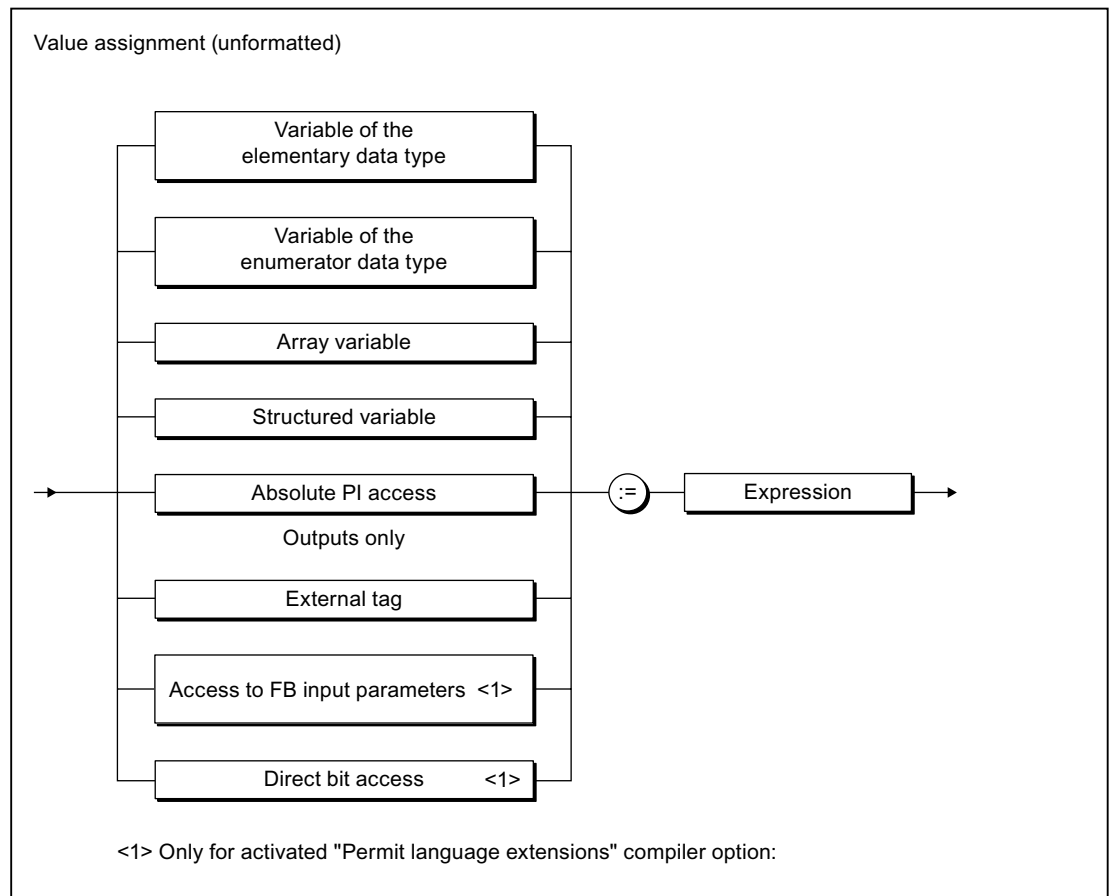 Value assignment (unformatted)
Variable of the
elementary data type
Variable of the
enumerator data type
Array variable
Structured variable
Absolute PI access
:=
Expression
Outputs only
External tag
Access to FB input parameters <1>
Direct bit access <1>
<1> Only for activated "Permit language extensions" compiler option: